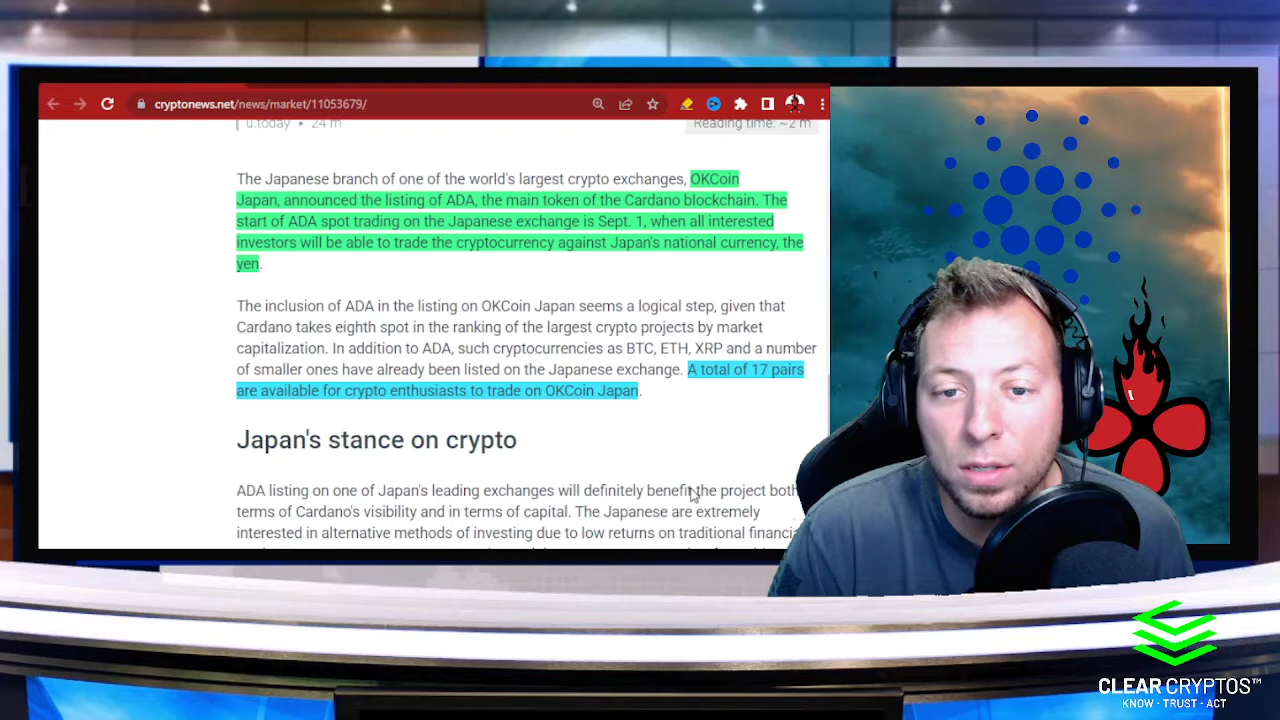 cryptonews.net/news/market/11053679/
u.today • 24 m
Reading time: ~2 m
The Japanese branch of one of the world's largest crypto exchanges, OKCoin
Japan, announced the listing of ADA, the main token of the Cardano blockchain. The
start of ADA spot trading on the Japanese exchange is Sept. 1, when all interested
investors will be able to trade the cryptocurrency against Japan's national currency, the
yen.
The inclusion of ADA in the listing on OKCoin Japan seems a logical step, given that
Cardano takes eighth spot in the ranking of the largest crypto projects by market
capitalization. In addition to ADA, such cryptocurrencies as BTC, ETH, XRP and a number
of smaller ones have already been listed on the Japanese exchange. A total of 17 pairs
are available for crypto enthusiasts to trade on OKCoin Japan.
Japan's stance on crypto
ADA listing on one of Japan's leading exchanges will definitely benefit the project both
terms of Cardano's visibility and in terms of capital. The Japanese are extremely
interested in alternative methods of investing due to low returns on traditional
CLEAR CRYPTOS™
KNOW - TRUST - ACT